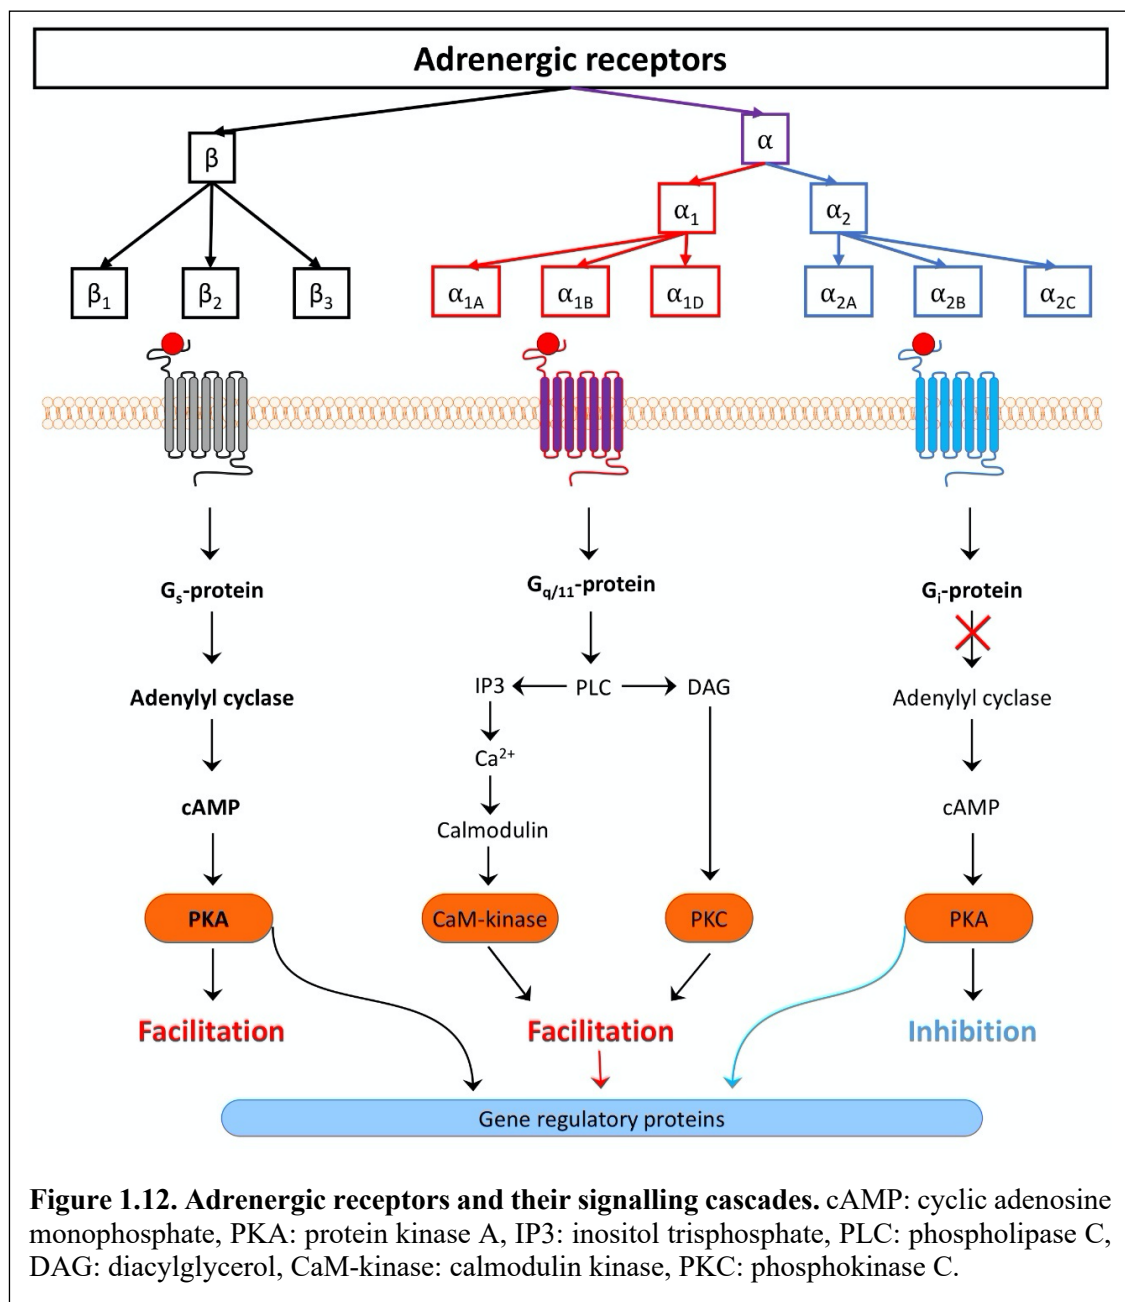 Adrenergic receptors
β
α
α₁
α₂
β₁
β₂
β₃
α₁A
α₁B
α₁D
α₂A
α₂B
α₂C
Gₛ-protein
Gq/11-protein
Gᵢ-protein
Adenylyl cyclase
IP3
PLC
DAG
Adenylyl cyclase
Ca²⁺
cAMP
Calmodulin
cAMP
PKA
CaM-kinase
PKC
PKA
Facilitation
Facilitation
Inhibition
Gene regulatory proteins
Figure 1.12. Adrenergic receptors and their signalling cascades. cAMP: cyclic adenosine
monophosphate, PKA: protein kinase A, IP3: inositol trisphosphate, PLC: phospholipase C,
DAG: diacylglycerol, CaM-kinase: calmodulin kinase, PKC: phosphokinase C.